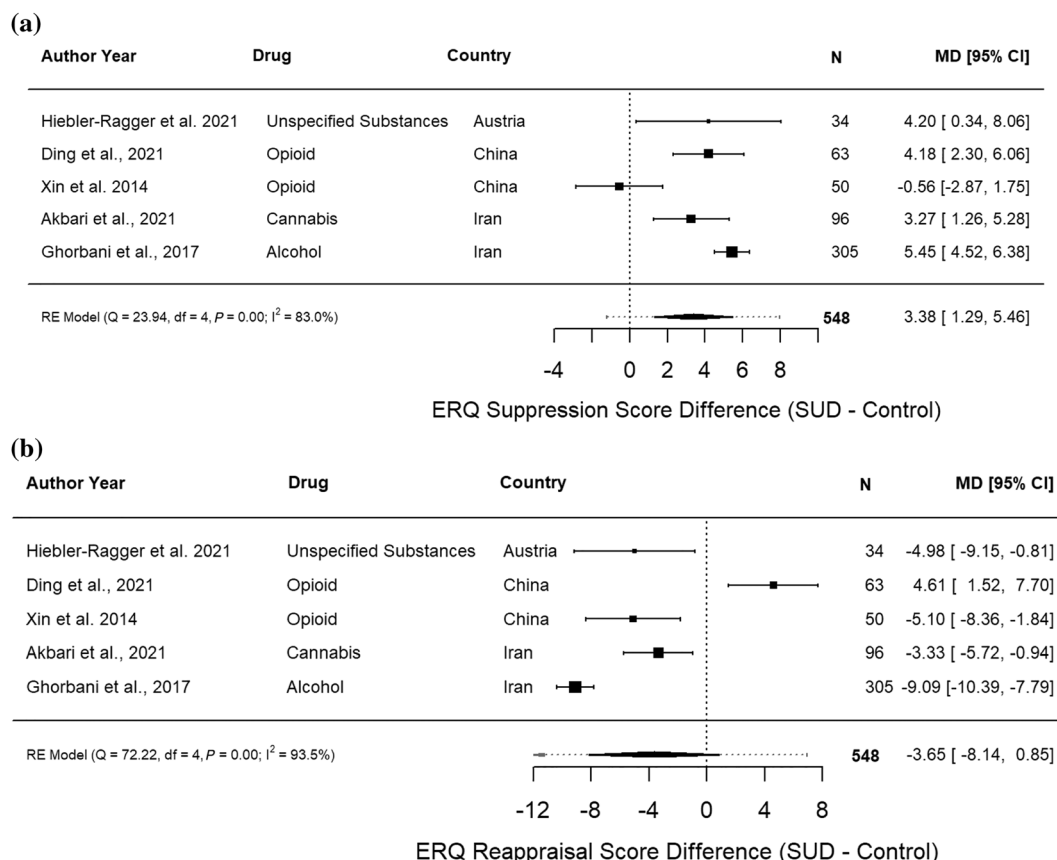 (a)
Author Year Drug Country N MD [95% CI]
Hiebler-Ragger et al. 2021 Unspecified Substances Austria 34 4.20 [ 0.34, 8.06]
Ding et al., 2021 Opioid China 63 4.18 [ 2.30, 6.06]
Xin et al. 2014 Opioid China 50 -0.56 [-2.87, 1.75]
Akbari et al., 2021 Cannabis Iran 96 3.27 [ 1.26, 5.28]
Ghorbani et al., 2017 Alcohol Iran 305 5.45 [ 4.52, 6.38]
RE Model (Q = 23.94, df = 4, P = 0.00; I² = 83.0%) 548 3.38 [ 1.29, 5.46]
-4 0 2 4 6 8
ERQ Suppression Score Difference (SUD - Control)
(b)
Author Year Drug Country N MD [95% CI]
Hiebler-Ragger et al. 2021 Unspecified Substances Austria 34 -4.98 [ -9.15, -0.81]
Ding et al., 2021 Opioid China 63 4.61 [ 1.52, 7.70]
Xin et al. 2014 Opioid China 50 -5.10 [ -8.36, -1.84]
Akbari et al., 2021 Cannabis Iran 96 -3.33 [ -5.72, -0.94]
Ghorbani et al., 2017 Alcohol Iran 305 -9.09 [-10.39, -7.79]
RE Model (Q = 72.22, df = 4, P = 0.00; I² = 93.5%) 548 -3.65 [ -8.14, 0.85]
-12 -8 -4 0 4 8
ERQ Reappraisal Score Difference (SUD - Control)